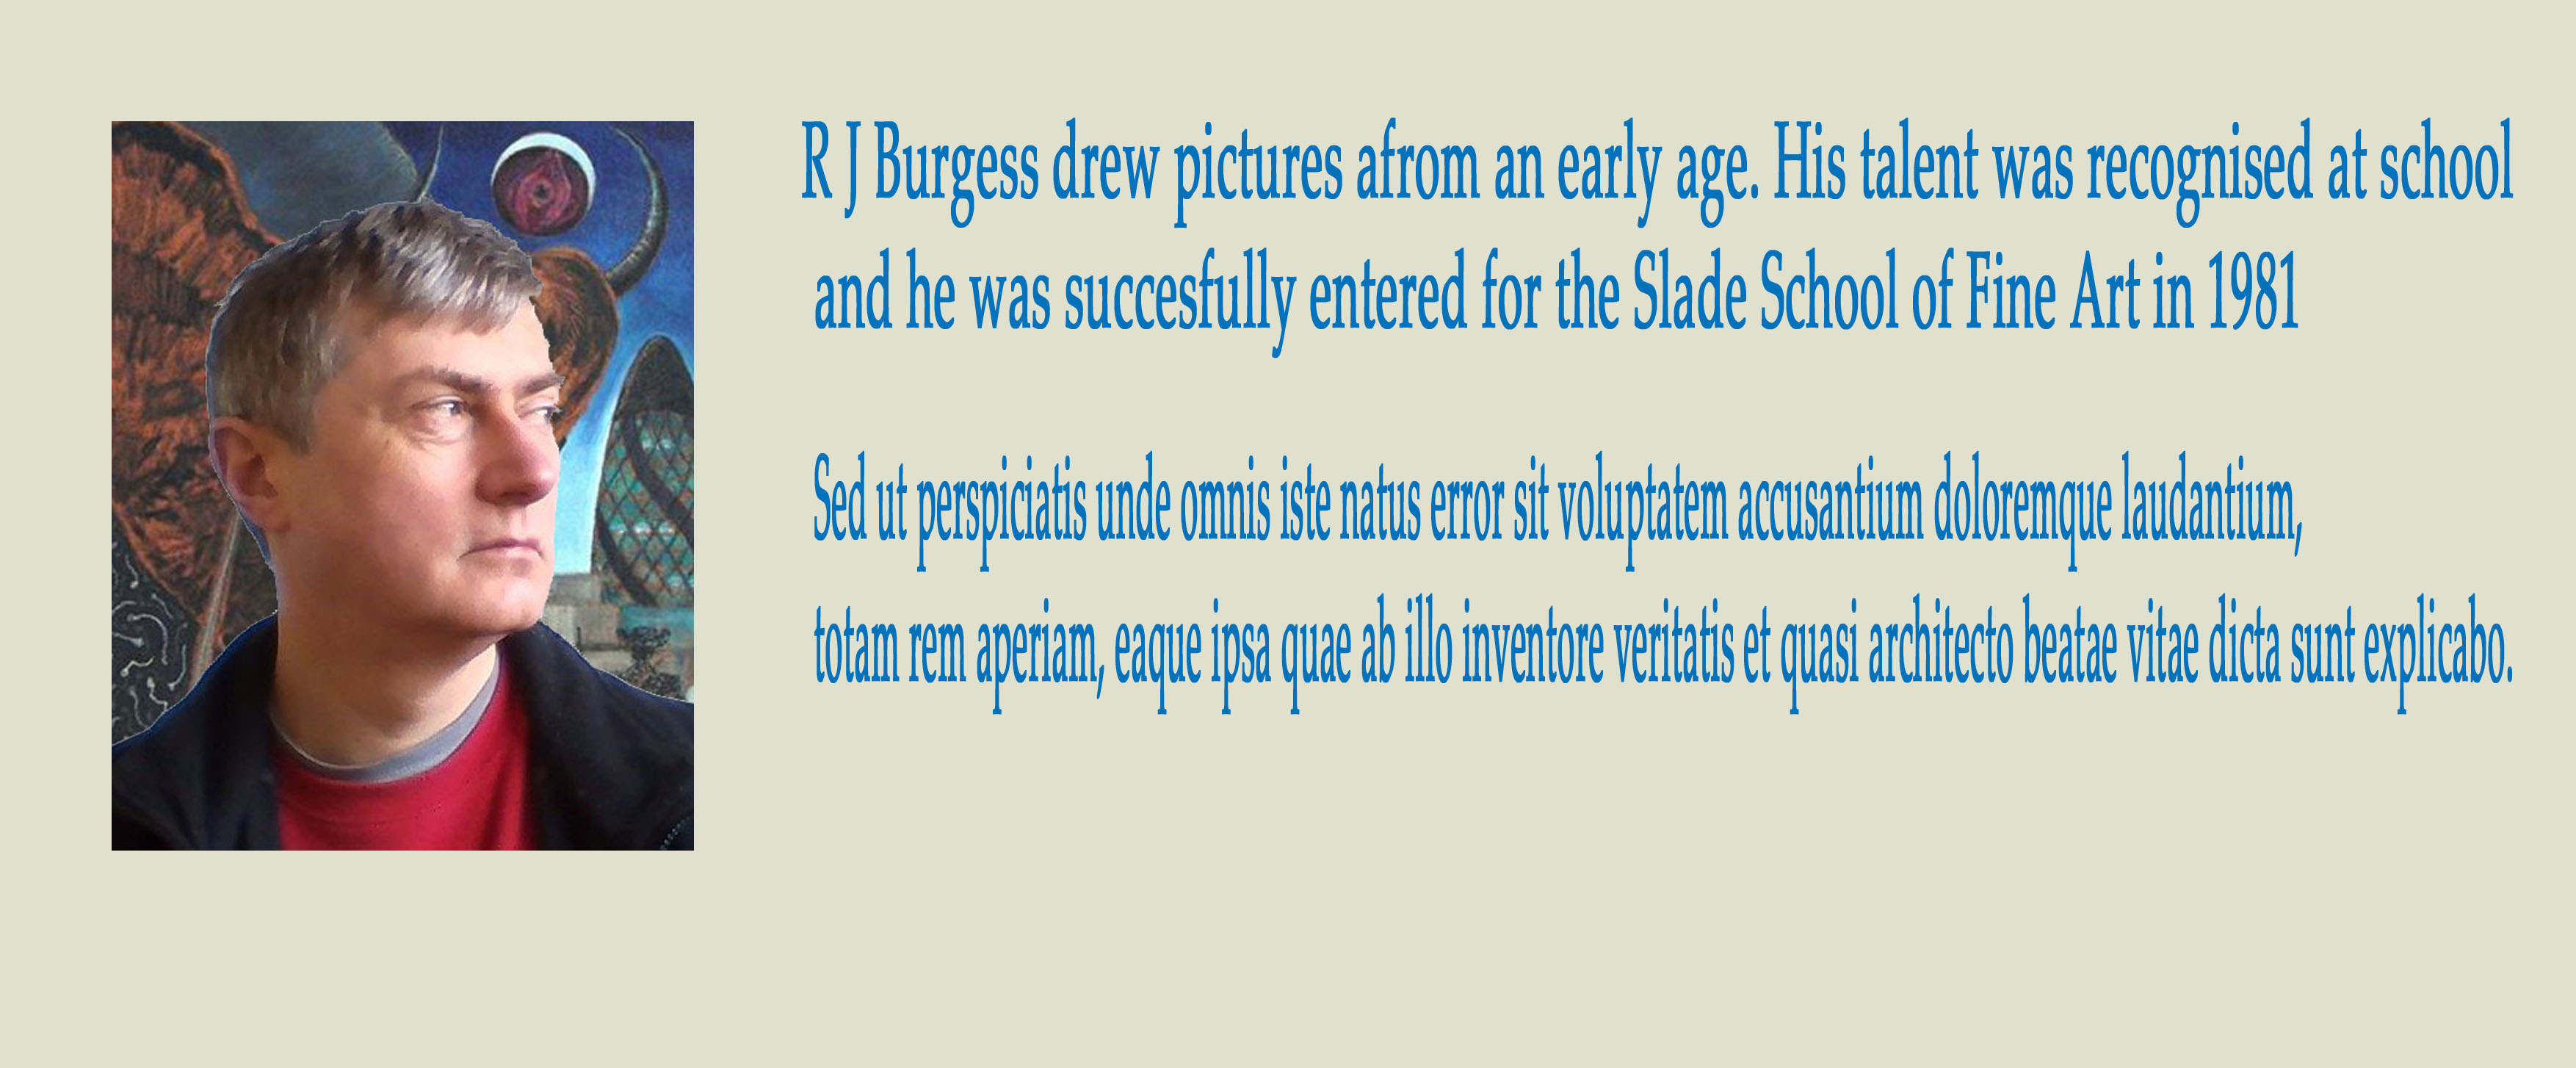 R J Burgess drew pictures afrom an early age. His talent was recognised at school
and he was succesfully entered for the Slade School of Fine Art in 1981
Sed ut perspiciatis unde omnis iste natus error sit voluptatem accusantium doloremque laudantium,
totam rem aperiam, eaque ipsa quae ab illo inventore veritatis et quasi architecto beatae vitae dicta sunt explicabo.